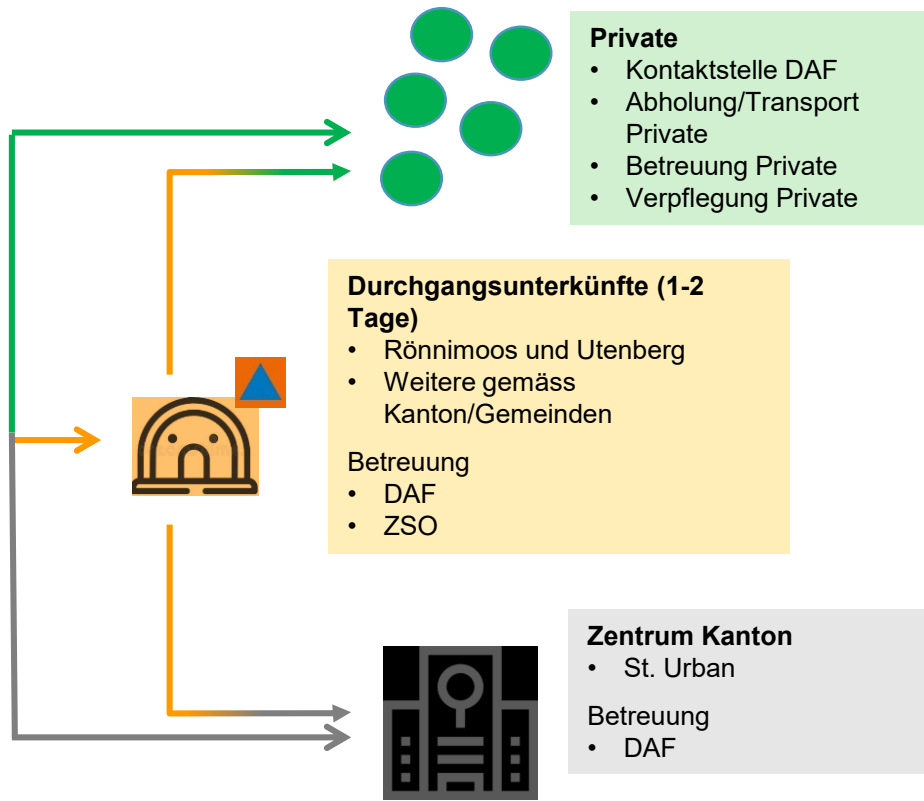 Private
• Kontaktstelle DAF
• Abholung/Transport
Private
• Betreuung Private
• Verpflegung Private
Durchgangsunterkünfte (1-2
Tage)
• Rönnimoos und Utenberg
• Weitere gemäss
Kanton/Gemeinden
Betreuung
• DAF
• ZSO
Zentrum Kanton
• St. Urban
Betreuung
• DAF